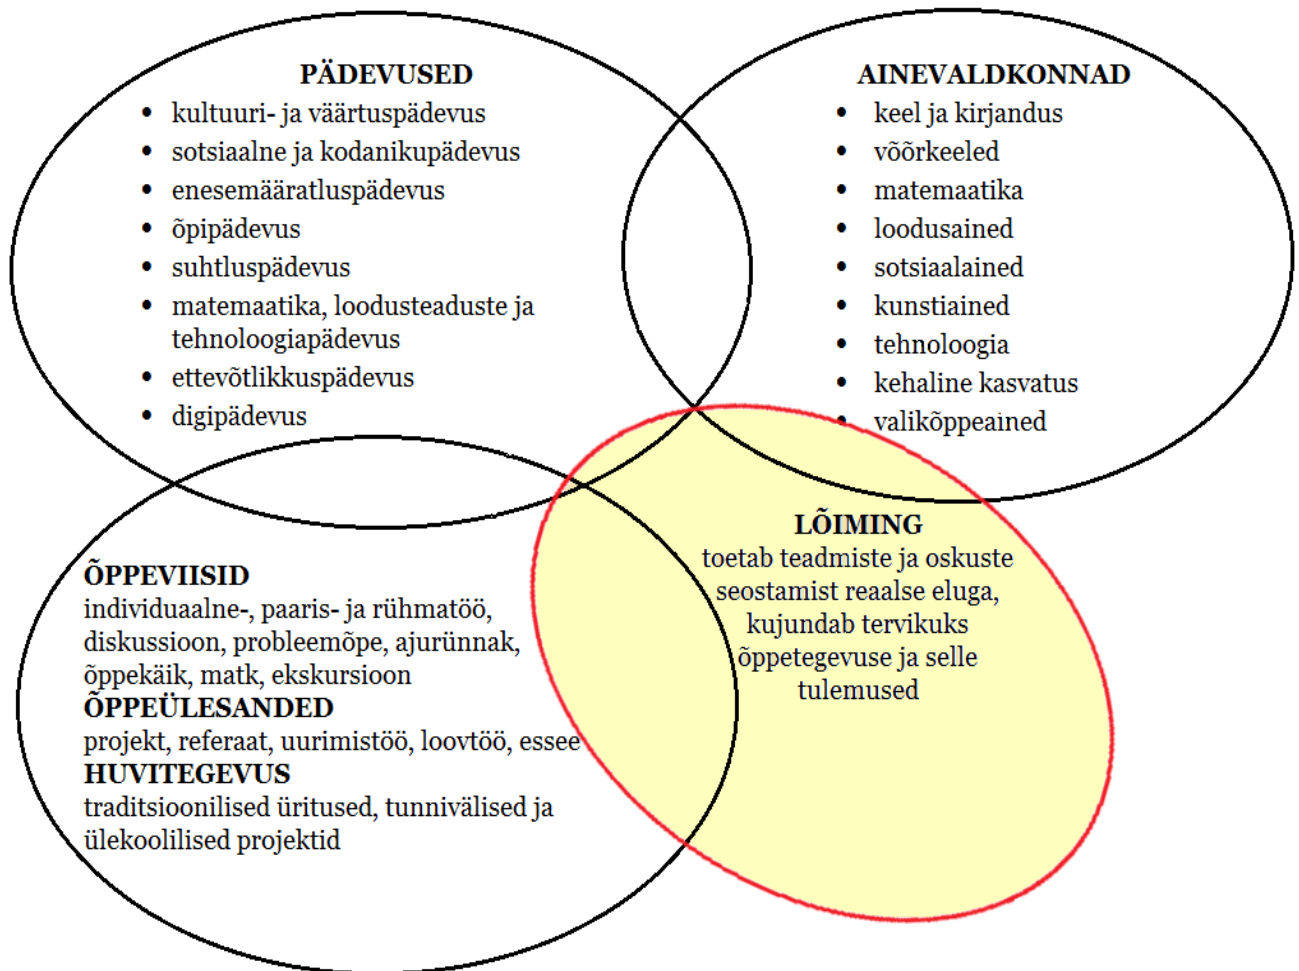 PÄDEVUSED
• kultuuri- ja väärtuspädevus
• sotsiaalne ja kodanikupädevus
• enesemääratluspädevus
• õpipädevus
• suhtluspädevus
• matemaatika, loodusteaduste ja
tehnoloogiapädevus
• ettevõtlikkuspädevus
• digipädevus
AINEVALDKONNAD
• keel ja kirjandus
• võõrkeeled
• matemaatika
• loodusained
• sotsiaalained
• kunstiained
• tehnoloogia
• kehaline kasvatus
• valikõppeained
ÕPPEVIISID
individuaalne-, paaris- ja rühmatöö,
diskussioon, probleemõpe, ajurünnak,
õppekäik, matk, ekskursioon
ÕPPEÜLESANDED
projekt, referaat, uurimistöö, loovtöö, essee
HUVITEGEVUS
traditsioonilised üritused, tunnivälised ja
ülekoolilised projektid
LÕIMING
toetab teadmiste ja oskuste
seostamist reaalse eluga,
kujundab tervikuks
õppetegevuse ja selle
tulemused